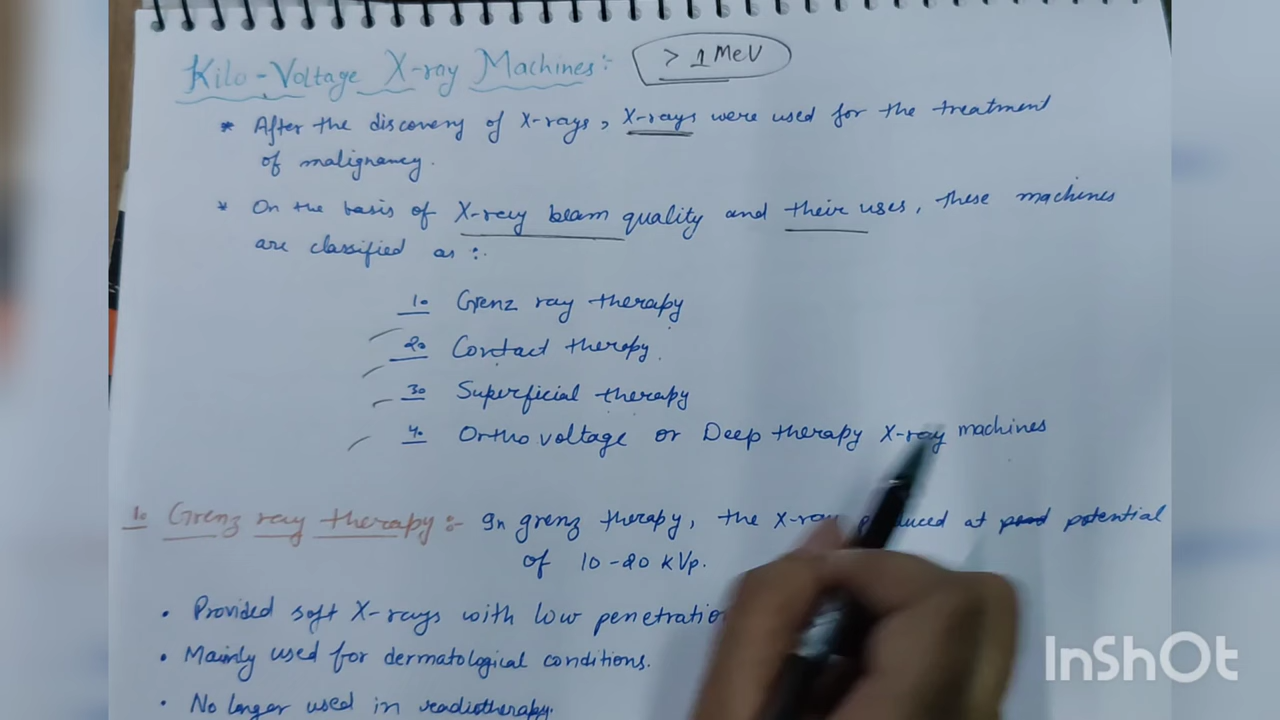 Kilo-Voltage X-ray Machines:- > 1 MeV
* After the discovery of X-rays, X-rays were used for the treatment
of malignancy.
* On the basis of X-ray beam quality and their uses, these machines
are classified as :-
1. Grenz ray therapy
2. Contact therapy.
3. Superficial therapy
4. Ortho voltage or Deep therapy X-ray machines
1. Grenz ray therapy:- In grenz therapy, the X-ray at potential
of 10-20 kVp.
• Provided soft X-rays with low
• Mainly used for dermatological conditions.
• No longer used in radiotherapy.
InShOt